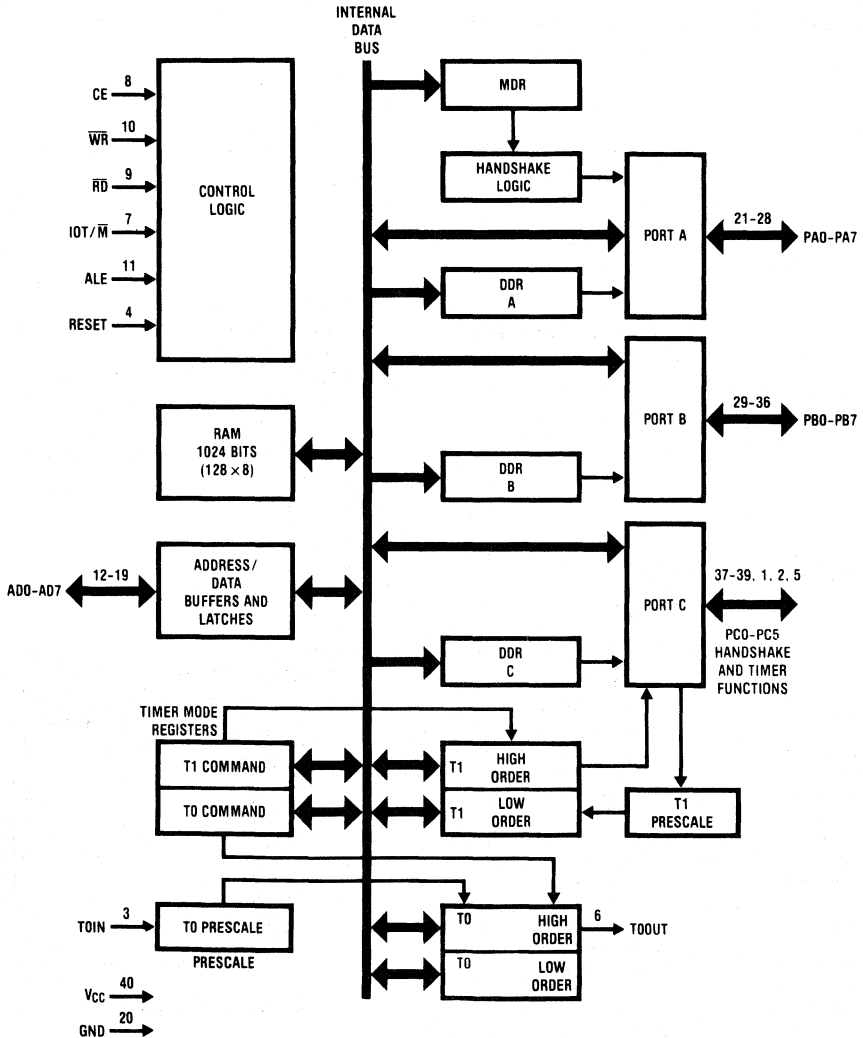 INTERNAL
DATA
BUS
CE
8
W̅R̅
10
R̅D̅
9
IOT/M̅
7
ALE
11
RESET
4
CONTROL
LOGIC
MDR
HANDSHAKE
LOGIC
PORT A
21-28
PA0-PA7
DDR
A
PORT B
29-36
PB0-PB7
DDR
B
RAM
1024 BITS
(128 × 8)
AD0-AD7
12-19
ADDRESS/
DATA
BUFFERS AND
LATCHES
PORT C
37-39, 1, 2, 5
PC0-PC5
HANDSHAKE
AND TIMER
FUNCTIONS
DDR
C
TIMER MODE
REGISTERS
T1 COMMAND
T0 COMMAND
T1 HIGH
ORDER
T1 LOW
ORDER
T1
PRESCALE
TOIN
3
T0 PRESCALE
PRESCALE
T0 HIGH
ORDER
T0 LOW
ORDER
6
TOOUT
VCC
40
GND
20